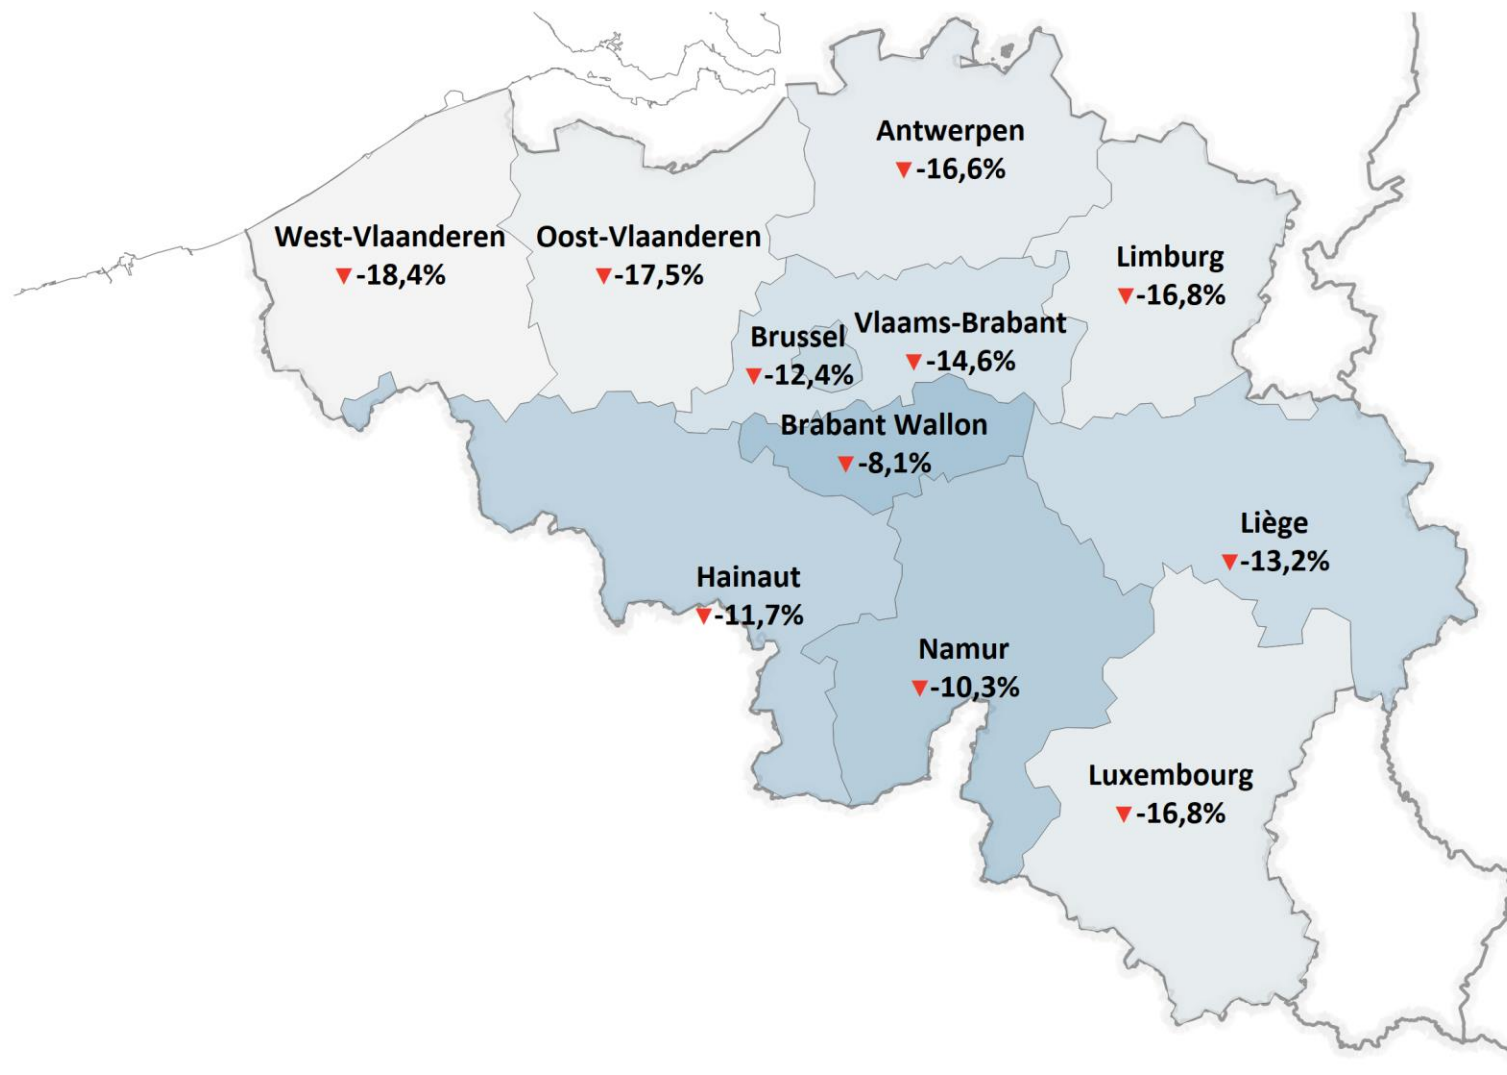 Antwerpen
▼-16,6%
West-Vlaanderen
▼-18,4%
Oost-Vlaanderen
▼-17,5%
Limburg
▼-16,8%
Brussel
▼-12,4%
Vlaams-Brabant
▼-14,6%
Brabant Wallon
▼-8,1%
Liège
▼-13,2%
Hainaut
▼-11,7%
Namur
▼-10,3%
Luxembourg
▼-16,8%